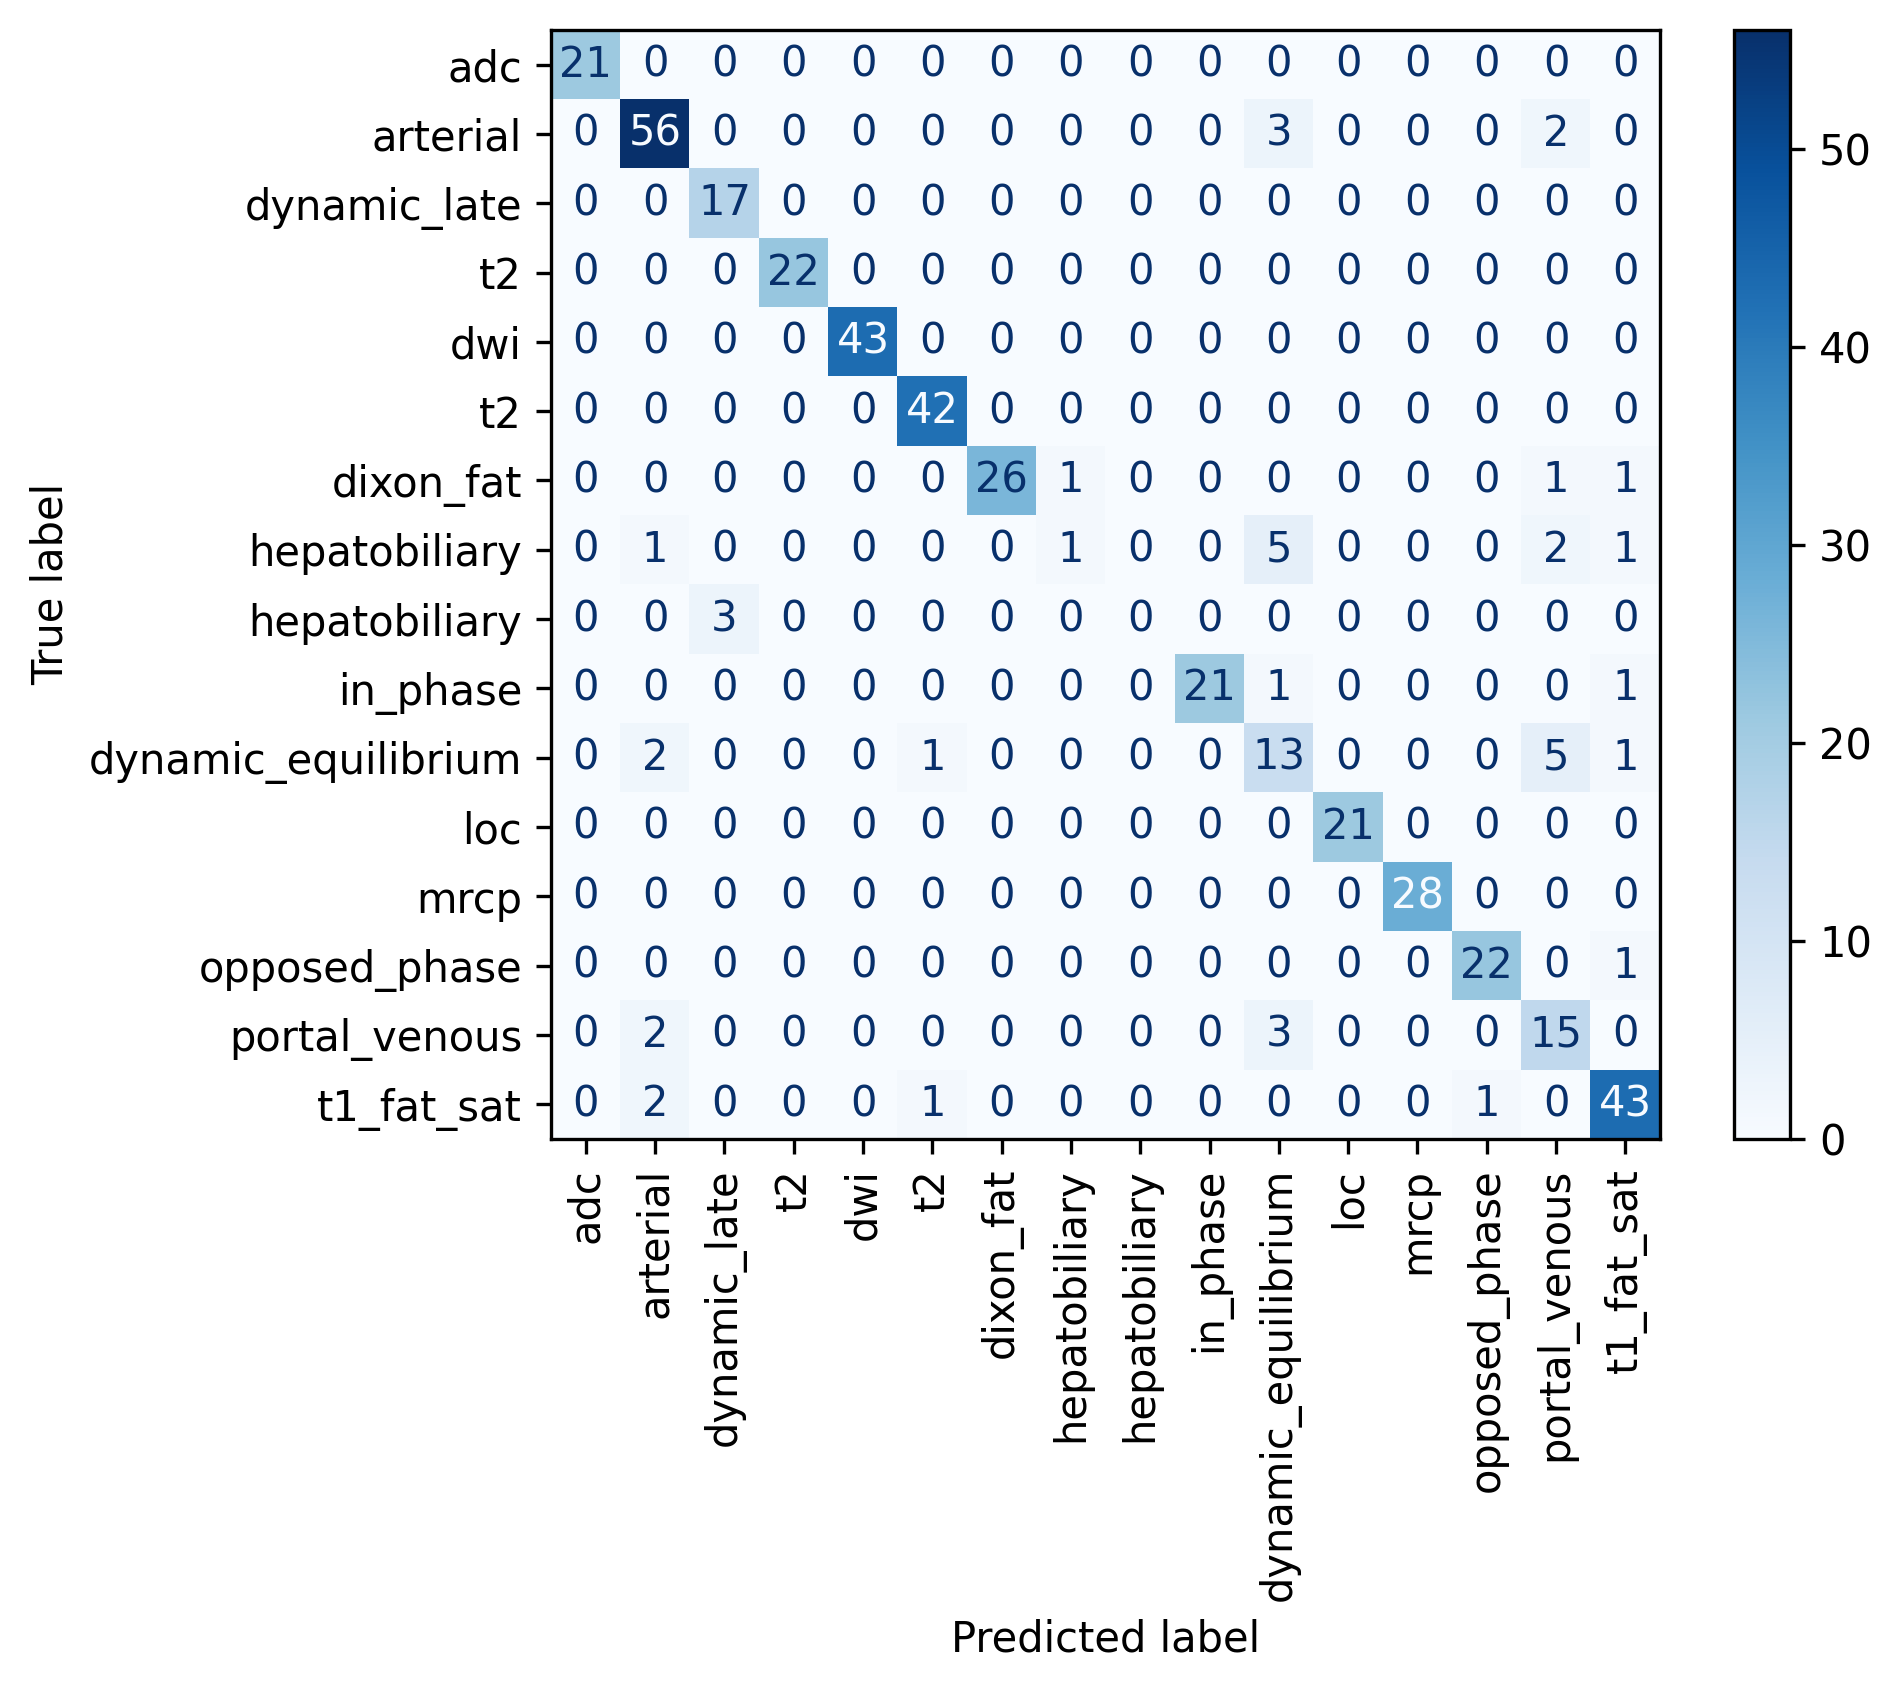 True label
adc 21 0 0 0 0 0 0 0 0 0 0 0 0 0 0 0
arterial 0 56 0 0 0 0 0 0 0 0 3 0 0 0 2 0
dynamic_late 0 0 17 0 0 0 0 0 0 0 0 0 0 0 0 0
t2 0 0 0 22 0 0 0 0 0 0 0 0 0 0 0 0
dwi 0 0 0 0 43 0 0 0 0 0 0 0 0 0 0 0
t2 0 0 0 0 0 42 0 0 0 0 0 0 0 0 0 0
dixon_fat 0 0 0 0 0 0 26 1 0 0 0 0 0 0 1 1
hepatobiliary 0 1 0 0 0 0 0 1 0 0 5 0 0 0 2 1
hepatobiliary 0 0 3 0 0 0 0 0 0 0 0 0 0 0 0 0
in_phase 0 0 0 0 0 0 0 0 0 21 1 0 0 0 0 1
dynamic_equilibrium 0 2 0 0 0 1 0 0 0 0 13 0 0 0 5 1
loc 0 0 0 0 0 0 0 0 0 0 0 21 0 0 0 0
mrcp 0 0 0 0 0 0 0 0 0 0 0 0 28 0 0 0
opposed_phase 0 0 0 0 0 0 0 0 0 0 0 0 0 22 0 1
portal_venous 0 2 0 0 0 0 0 0 0 0 3 0 0 0 15 0
t1_fat_sat 0 2 0 0 0 1 0 0 0 0 0 0 0 1 0 43
adc
arterial
dynamic_late
t2
dwi
t2
dixon_fat
hepatobiliary
hepatobiliary
in_phase
dynamic_equilibrium
loc
mrcp
opposed_phase
portal_venous
t1_fat_sat
Predicted label
50
40
30
20
10
0